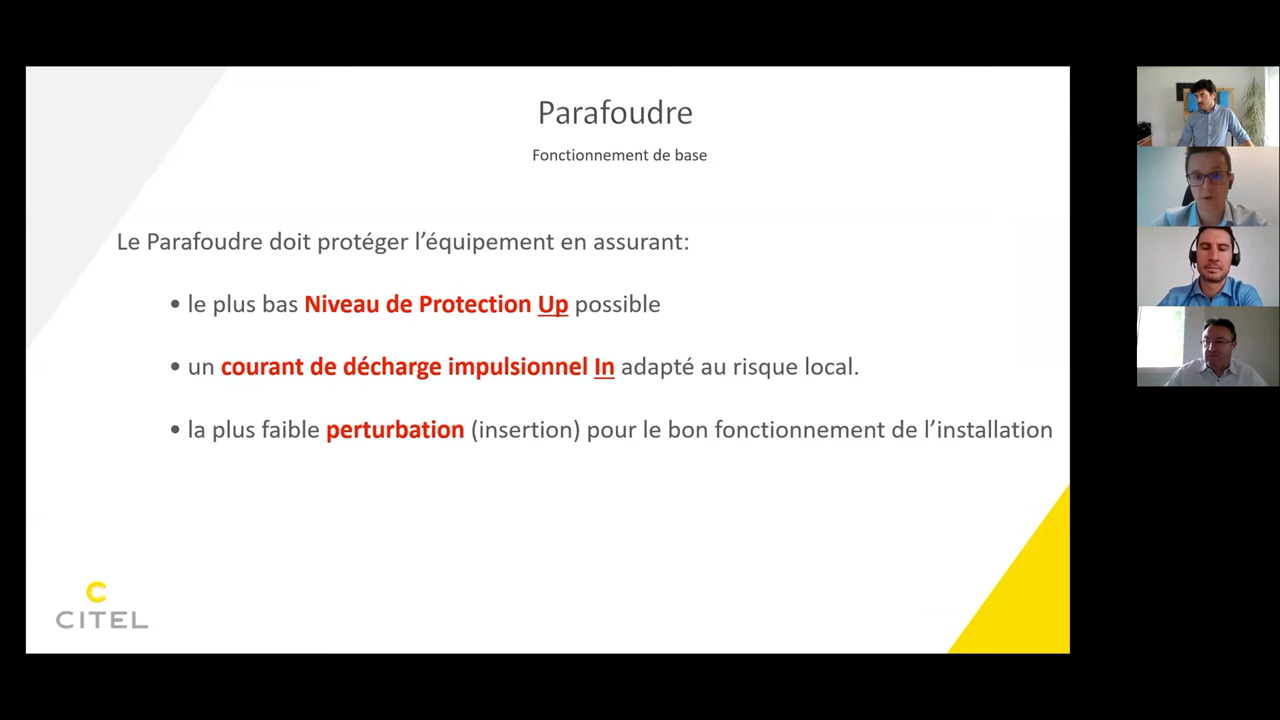 Parafoudre
Fonctionnement de base
Le Parafoudre doit protéger l’équipement en assurant:
• le plus bas Niveau de Protection Up possible
• un courant de décharge impulsionnel In adapté au risque local.
• la plus faible perturbation (insertion) pour le bon fonctionnement de l’installation
C
CITEL